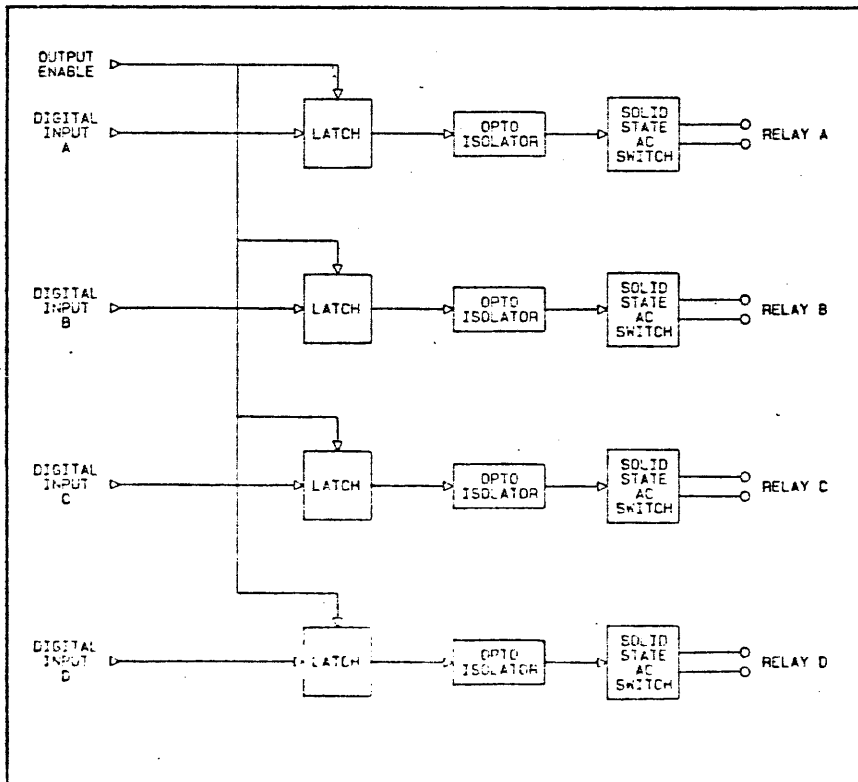 OUTPUT
ENABLE
DIGITAL
INPUT
A
LATCH
OPTO
ISOLATOR
SOLID
STATE
AC
SWITCH
RELAY A
DIGITAL
INPUT
B
LATCH
OPTO
ISOLATOR
SOLID
STATE
AC
SWITCH
RELAY B
DIGITAL
INPUT
C
LATCH
OPTO
ISOLATOR
SOLID
STATE
AC
SWITCH
RELAY C
DIGITAL
INPUT
D
LATCH
OPTO
ISOLATOR
SOLID
STATE
AC
SWITCH
RELAY D